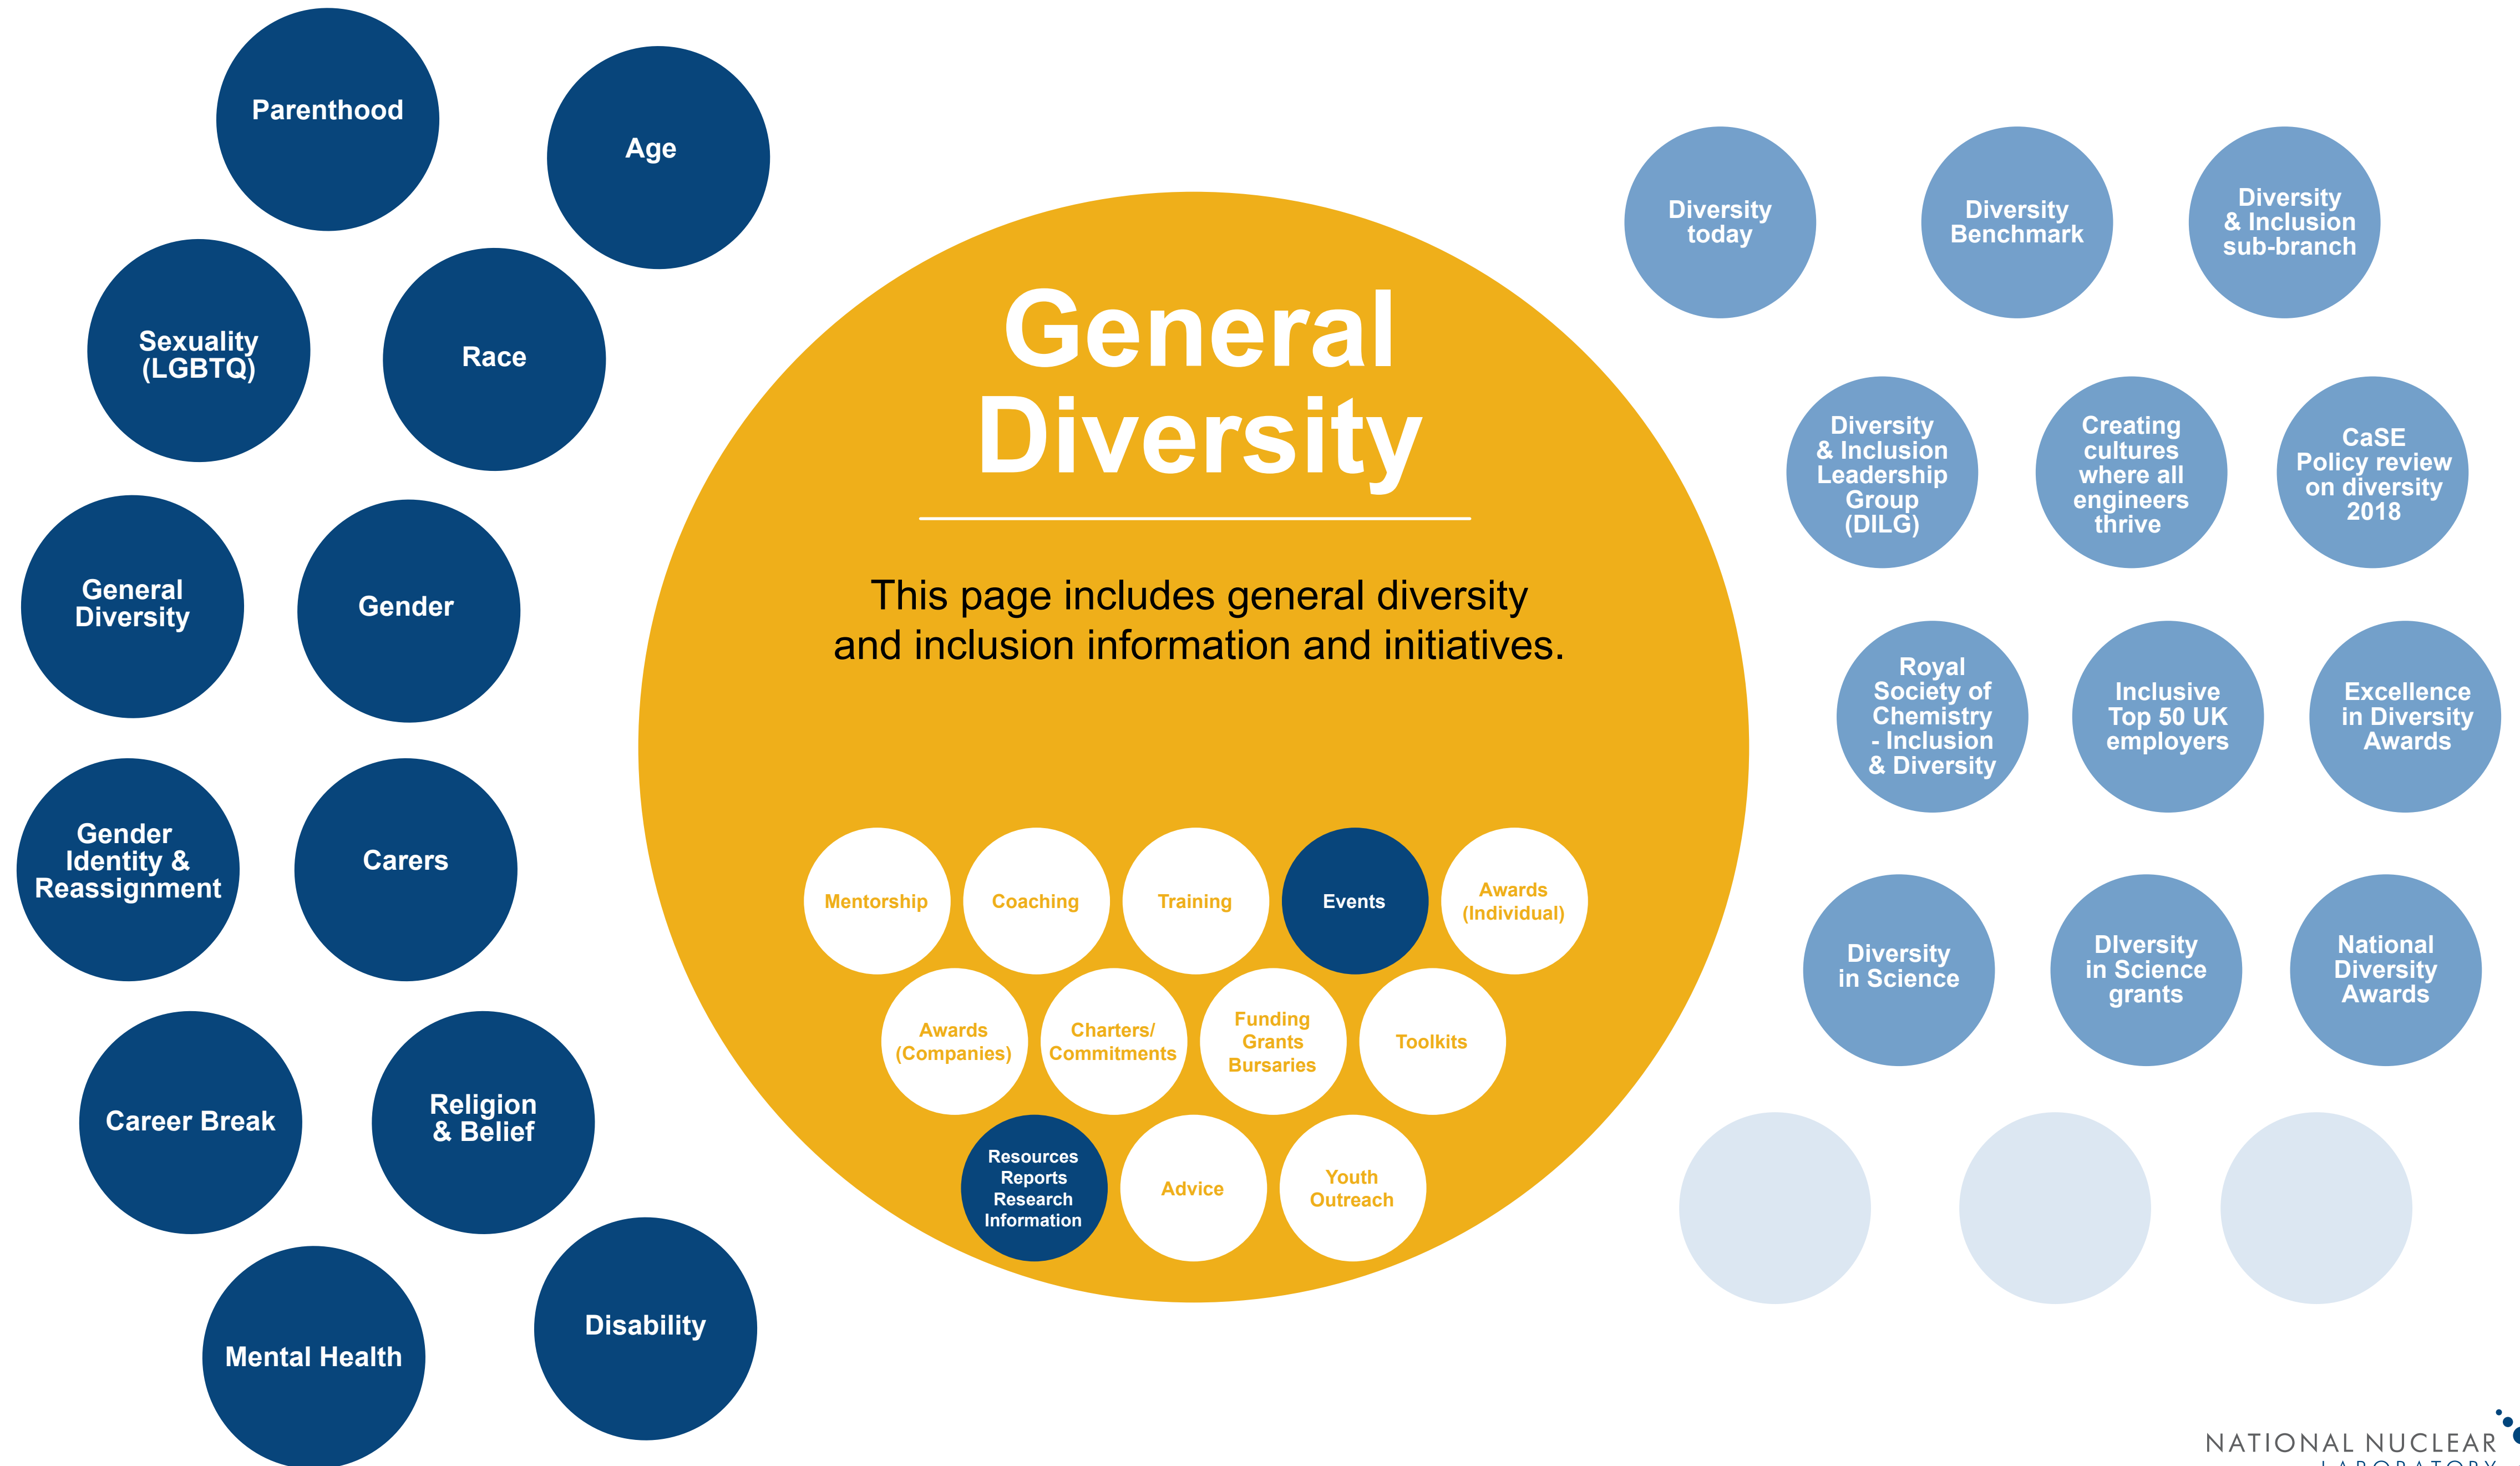 Parenthood
Age
Sexuality
(LGBTQ)
Race
General
Diversity
Gender
Gender
Identity &
Reassignment
Carers
Career Break
Religion
& Belief
Mental Health
Disability
General
Diversity
This page includes general diversity
and inclusion information and initiatives.
Mentorship
Coaching
Training
Events
Awards
(Individual)
Awards
(Companies)
Charters/
Commitments
Funding
Grants
Bursaries
Toolkits
Resources
Reports
Research
Information
Advice
Youth
Outreach
Diversity
today
Diversity
Benchmark
Diversity
& Inclusion
sub-branch
Diversity
& Inclusion
Leadership
Group
(DILG)
Creating
cultures
where all
engineers
thrive
CaSE
Policy review
on diversity
2018
Royal
Society of
Chemistry
- Inclusion
& Diversity
Inclusive
Top 50 UK
employers
Excellence
in Diversity
Awards
Diversity
in Science
DIversity
in Science
grants
National
Diversity
Awards
NATIONAL NUCLEAR
LABORATORY